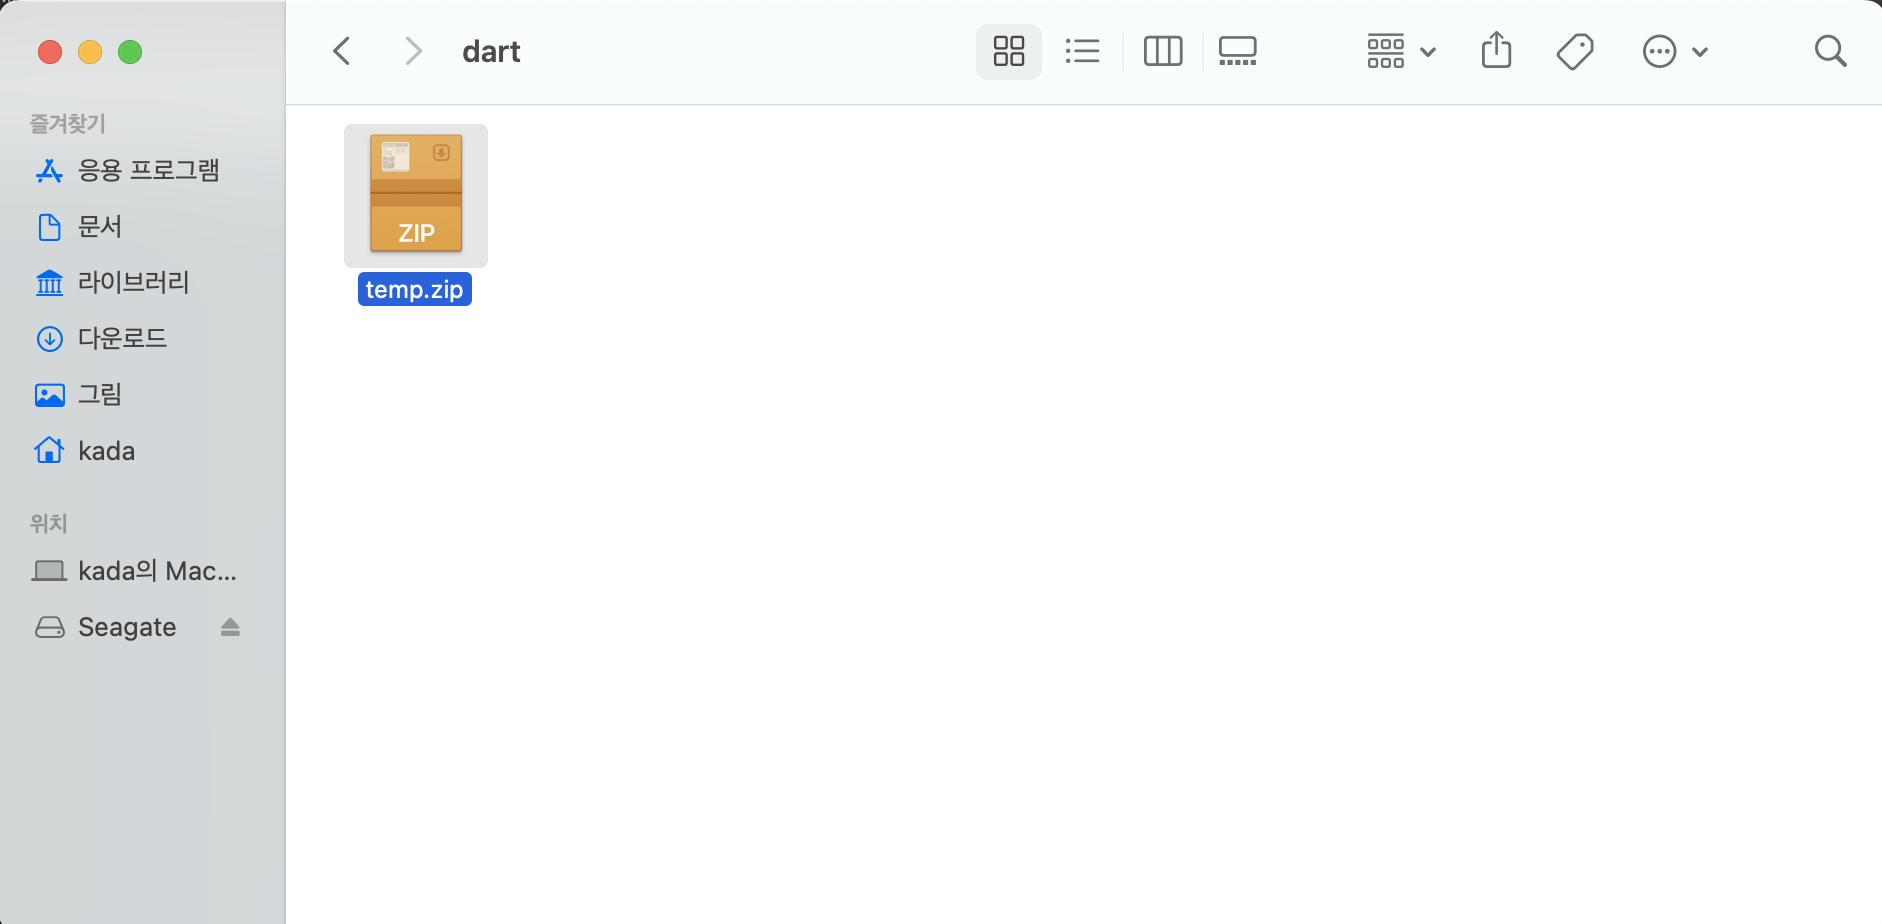 dart
즐겨찾기
응용 프로그램
문서
라이브러리
다운로드
그림
kada
위치
kada의 Mac...
Seagate
ZIP
temp.zip